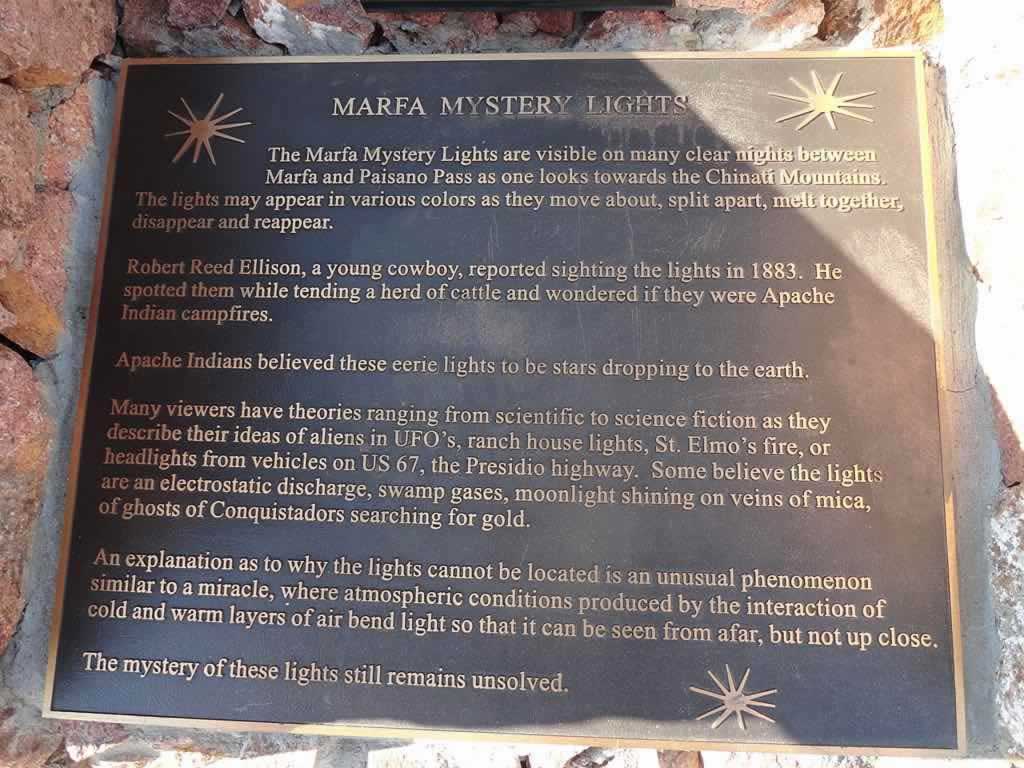 MARFA MYSTERY LIGHTS
The Marfa Mystery Lights are visible on many clear nights between
Marfa and Paisano Pass as one looks towards the Chinati Mountains.
The lights may appear in various colors as they move about, split apart, melt together,
disappear and reappear.
Robert Reed Ellison, a young cowboy, reported sighting the lights in 1883. He
spotted them while tending a herd of cattle and wondered if they were Apache
Indian campfires.
Apache Indians believed these eerie lights to be stars dropping to the earth.
Many viewers have theories ranging from scientific to science fiction as they
describe their ideas of aliens in UFO's, ranch house lights, St. Elmo's fire, or
headlights from vehicles on US 67, the Presidio highway. Some believe the lights
are an electrostatic discharge, swamp gases, moonlight shining on veins of mica,
of ghosts of Conquistadors searching for gold.
An explanation as to why the lights cannot be located is an unusual phenomenon
similar to a miracle, where atmospheric conditions produced by the interaction of
cold and warm layers of air bend light so that it can be seen from afar, but not up close.
The mystery of these lights still remains unsolved.